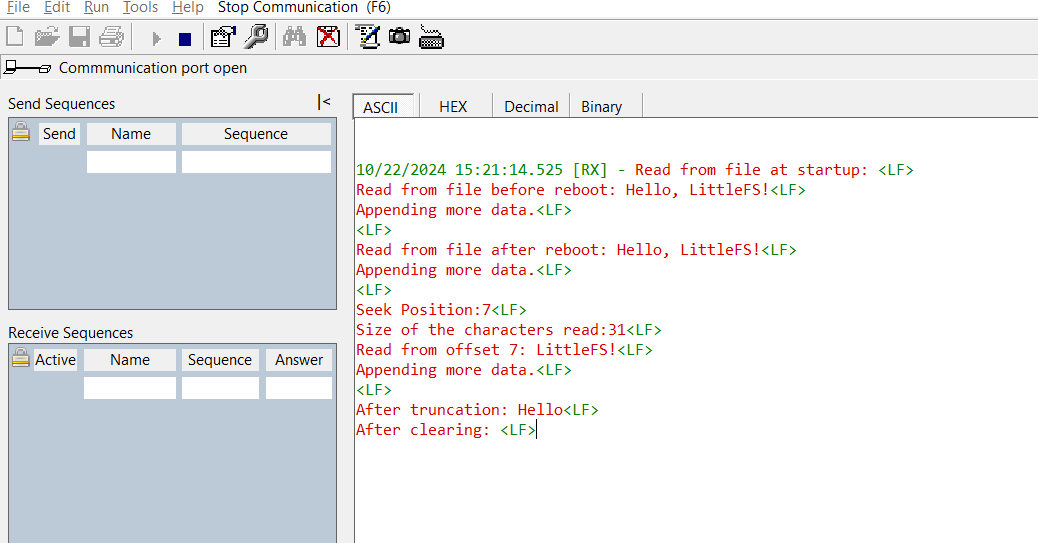 File Edit Run Tools Help Stop Communication (F6)
Commmunication port open
Send Sequences |<
Send Name Sequence
Receive Sequences
Active Name Sequence Answer
ASCII HEX Decimal Binary
10/22/2024 15:21:14.525 [RX] - Read from file at startup: <LF>
Read from file before reboot: Hello, LittleFS!<LF>
Appending more data.<LF>
<LF>
Read from file after reboot: Hello, LittleFS!<LF>
Appending more data.<LF>
<LF>
Seek Position:7<LF>
Size of the characters read:31<LF>
Read from offset 7: LittleFS!<LF>
Appending more data.<LF>
<LF>
After truncation: Hello<LF>
After clearing: <LF>